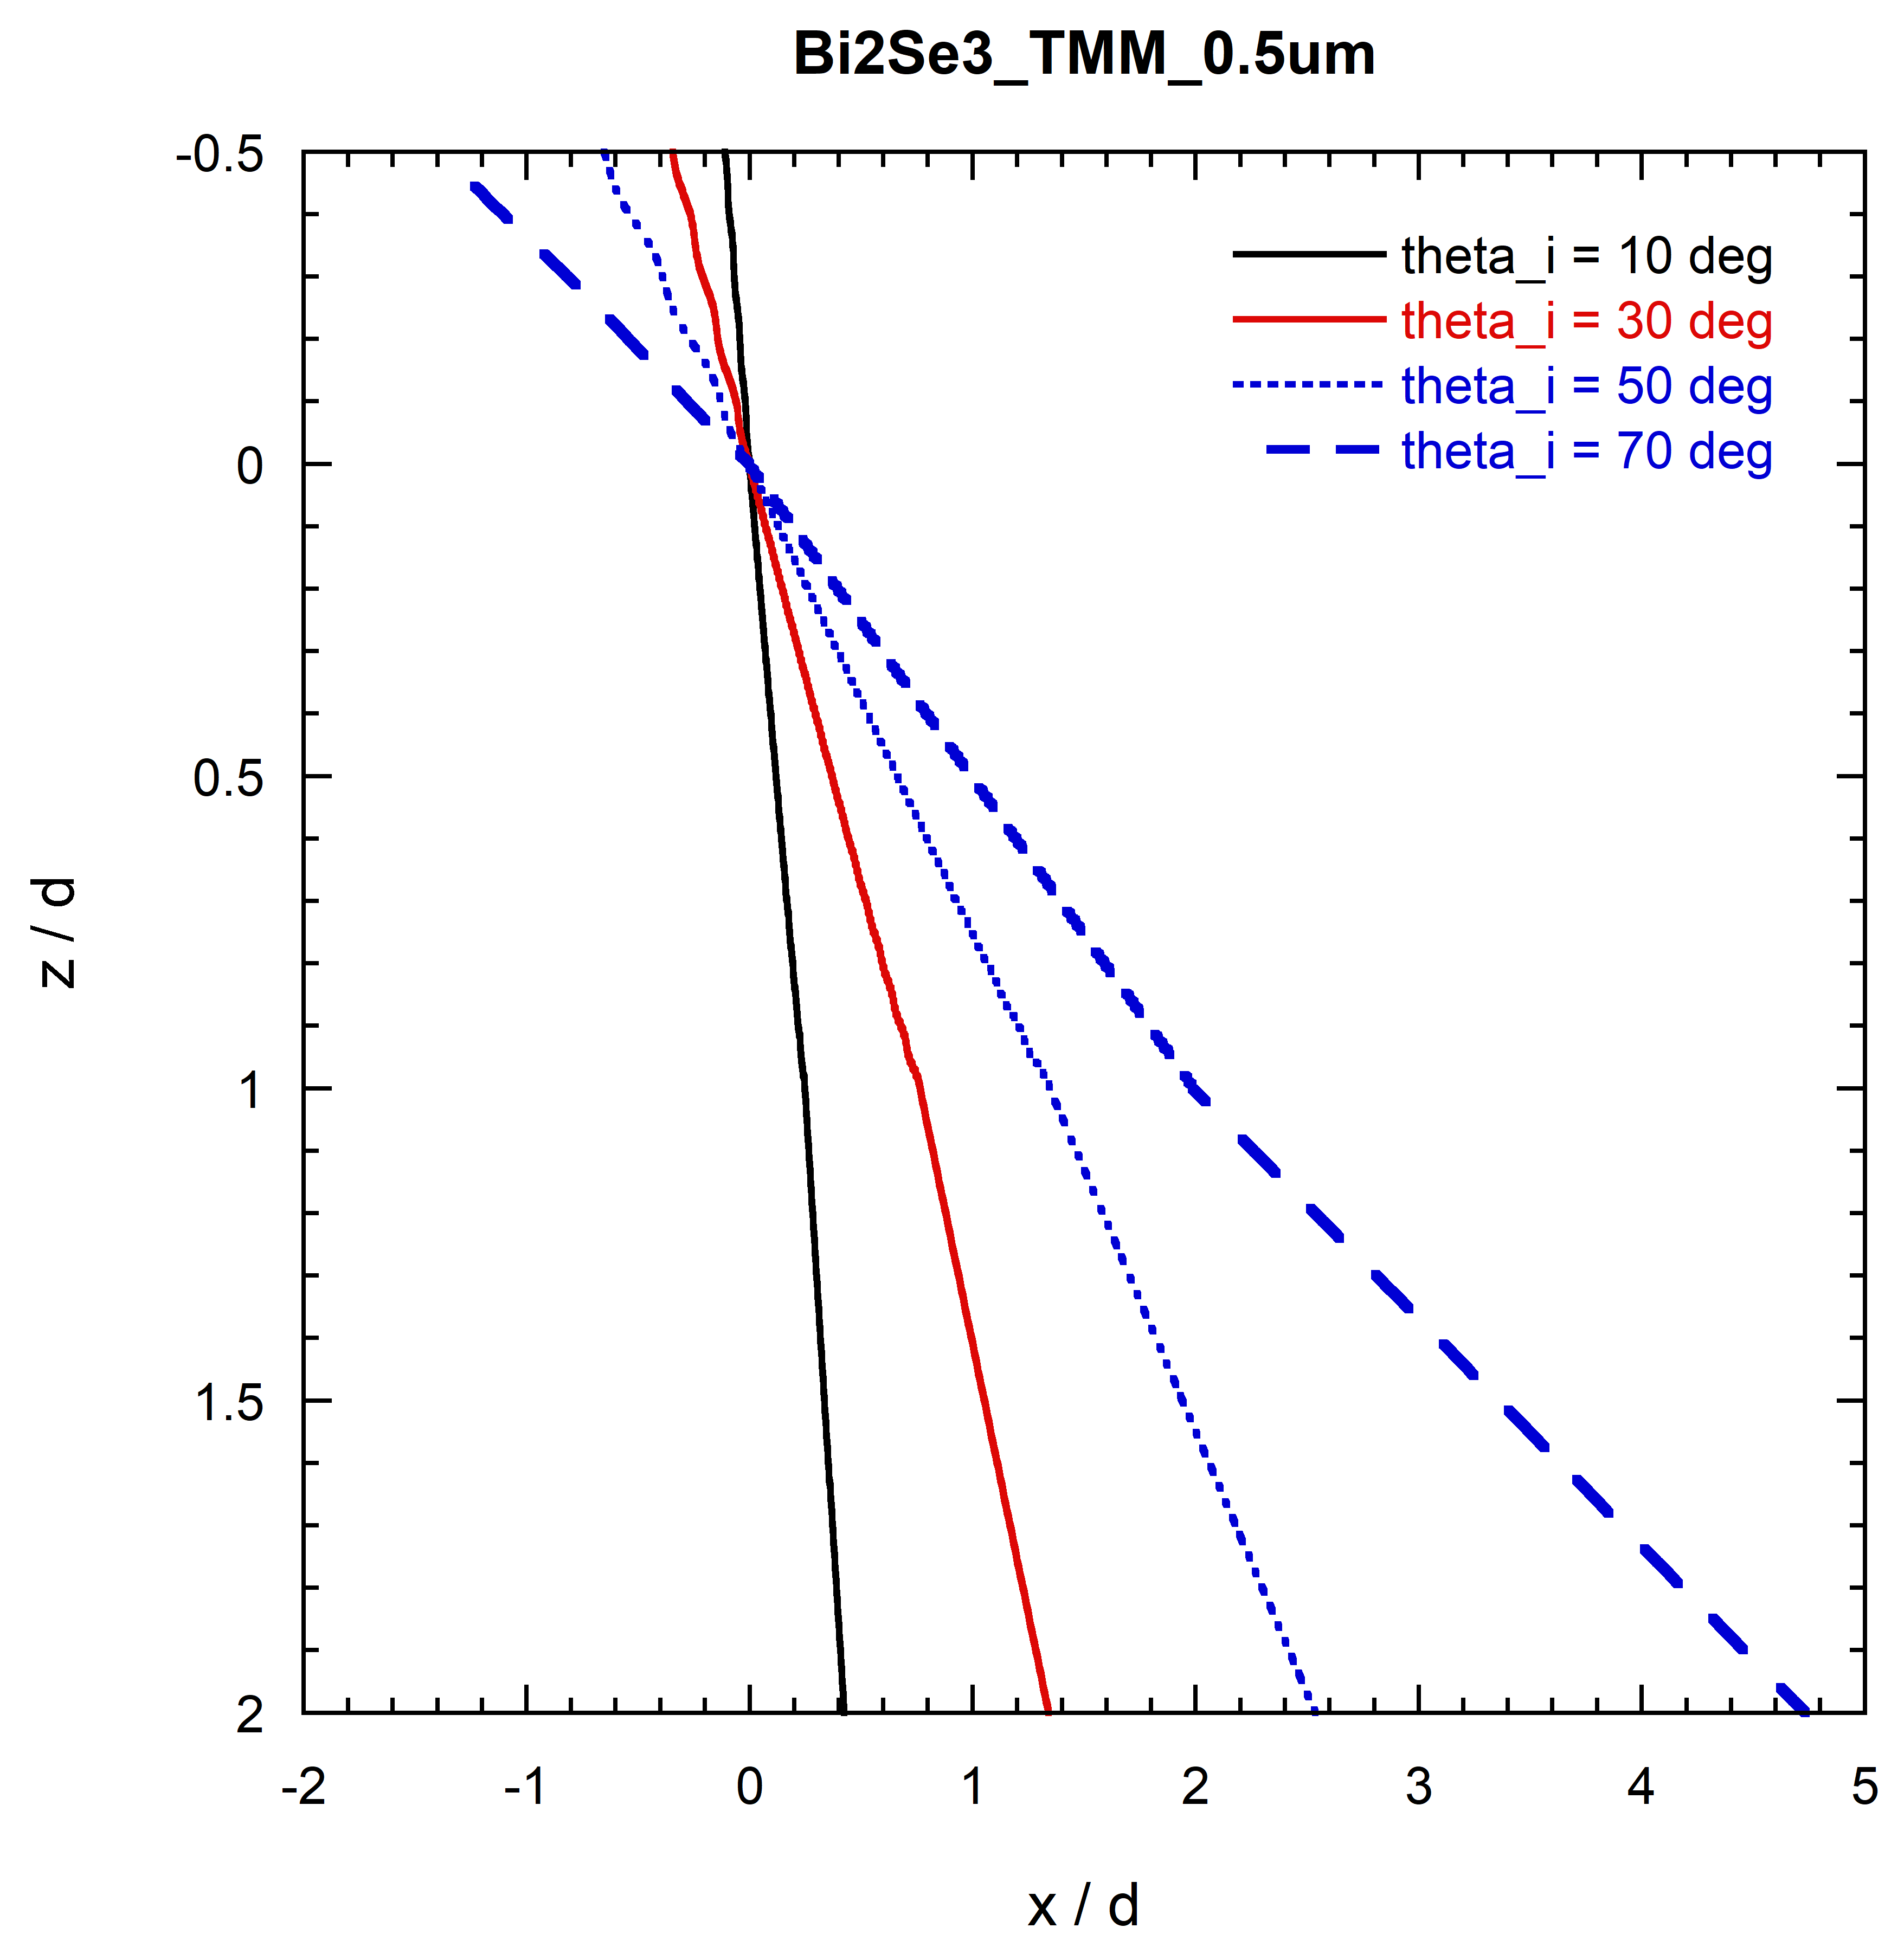 Bi2Se3_TMM_0.5um
-0.5
theta_i = 10 deg
theta_i = 30 deg
theta_i = 50 deg
theta_i = 70 deg
0
0.5
z / d
1
1.5
2
-2 -1 0 1 2 3 4 5
x / d